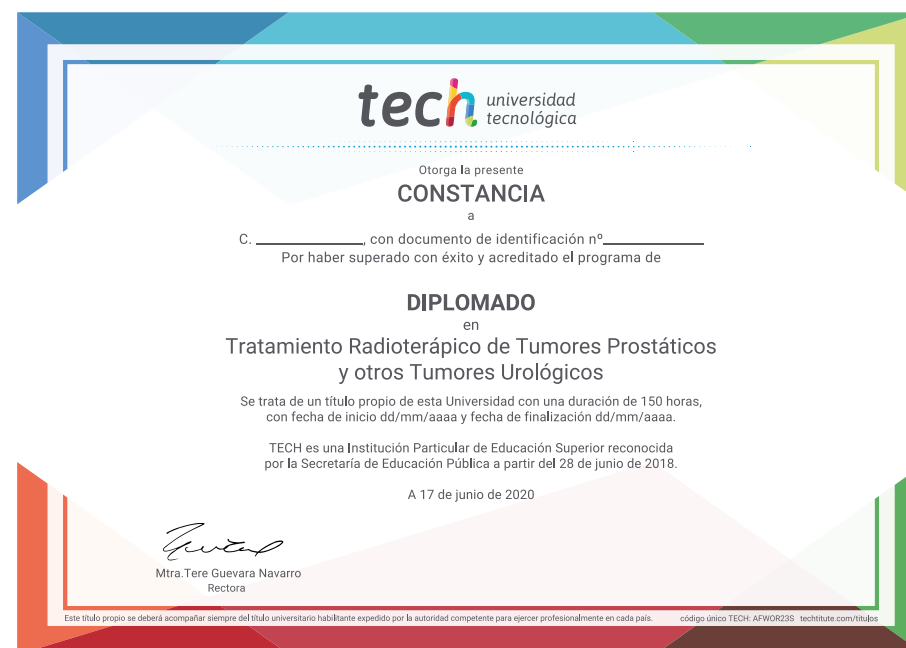 tech universidad
tecnológica
Otorga la presente
CONSTANCIA
a
C. ____________, con documento de identificación nº____________
Por haber superado con éxito y acreditado el programa de
DIPLOMADO
en
Tratamiento Radioterápico de Tumores Prostáticos
y otros Tumores Urológicos
Se trata de un título propio de esta Universidad con una duración de 150 horas,
con fecha de inicio dd/mm/aaaa y fecha de finalización dd/mm/aaaa.
TECH es una Institución Particular de Educación Superior reconocida
por la Secretaría de Educación Pública a partir del 28 de junio de 2018.
A 17 de junio de 2020
Mtra.Tere Guevara Navarro
Rectora
Este título propio se deberá acompañar siempre del título universitario habilitante expedido por la autoridad competente para ejercer profesionalmente en cada país. código único TECH: AFWOR23S techtitute.com/titulos